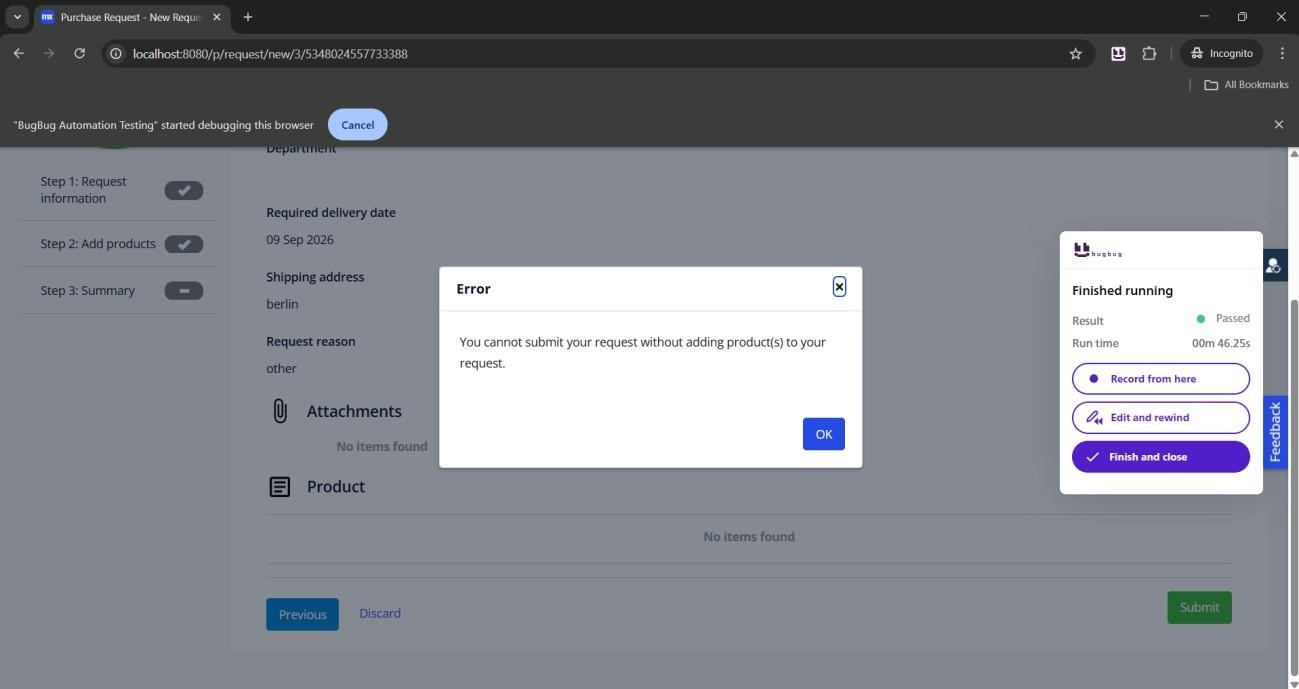 Purchase Request - New Reque
localhost:8080/p/request/new/3/5348024557733388
Incognito
All Bookmarks
"BugBug Automation Testing" started debugging this browser
Cancel
Step 1: Request
information
Step 2: Add products
Step 3: Summary
Department
Required delivery date
09 Sep 2026
Shipping address
berlin
Request reason
other
Attachments
No items found
Product
No items found
Previous
Discard
Submit
Error
You cannot submit your request without adding product(s) to your
request.
OK
bugbug
Finished running
Result Passed
Run time 00m 46.25s
Record from here
Edit and rewind
Finish and close
Feedback